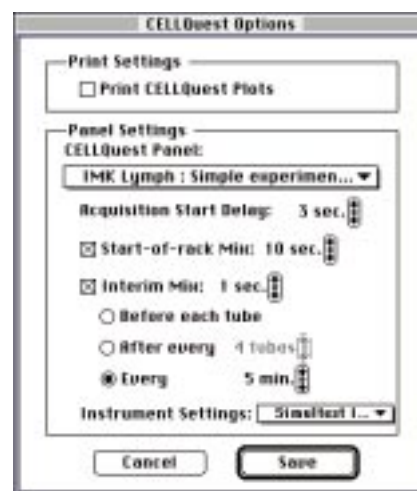 CELLQuest Options
Print Settings
Print CELLQuest Plots
Panel Settings
CELLQuest Panel:
IMK Lymph : Simple experimen...
Acquisition Start Delay: 3 sec.
Start-of-rack Mix: 10 sec.
Interim Mix: 1 sec.
Before each tube
After every 4 tubes
Every 5 min.
Instrument Settings: Simultest I...
Cancel Save